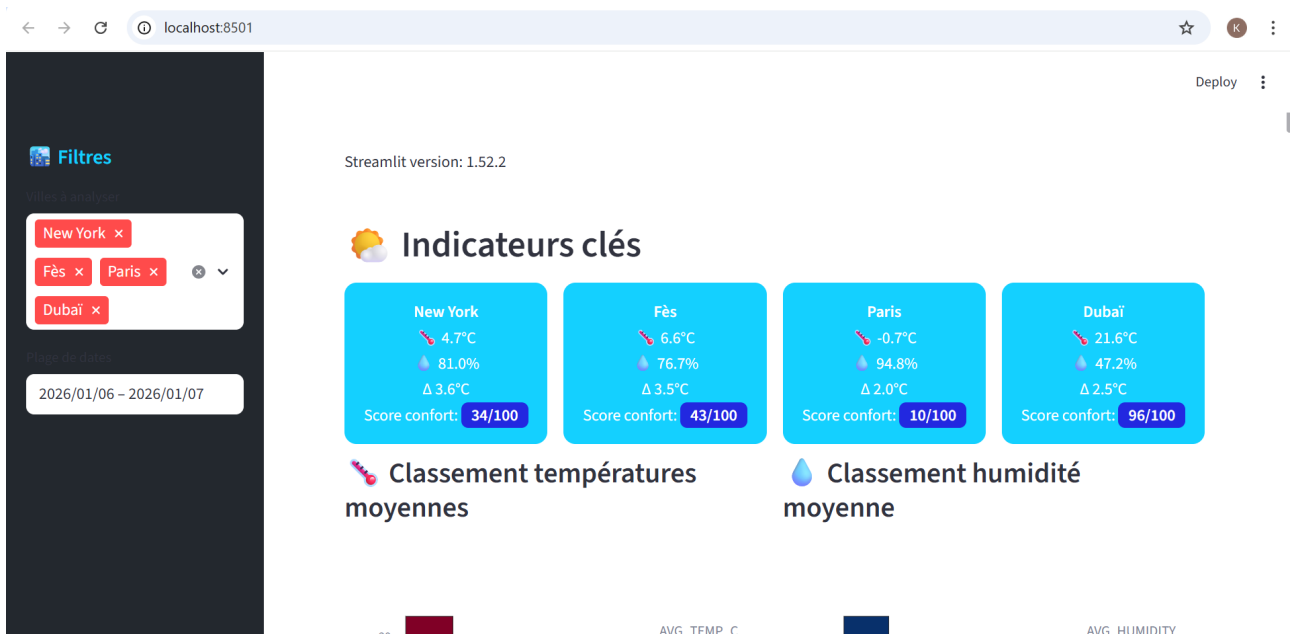 localhost:8501
K
Deploy
Filtres
Villes à analyser
New York ×
Fès × Paris ×
Dubaï ×
Plage de dates
2026/01/06 – 2026/01/07
Streamlit version: 1.52.2
Indicateurs clés
New York
4.7°C
81.0%
Δ 3.6°C
Score confort: 34/100
Fès
6.6°C
76.7%
Δ 3.5°C
Score confort: 43/100
Paris
-0.7°C
94.8%
Δ 2.0°C
Score confort: 10/100
Dubaï
21.6°C
47.2%
Δ 2.5°C
Score confort: 96/100
Classement températures
moyennes
Classement humidité
moyenne
AVG_TEMP_C
AVG_HUMIDITY